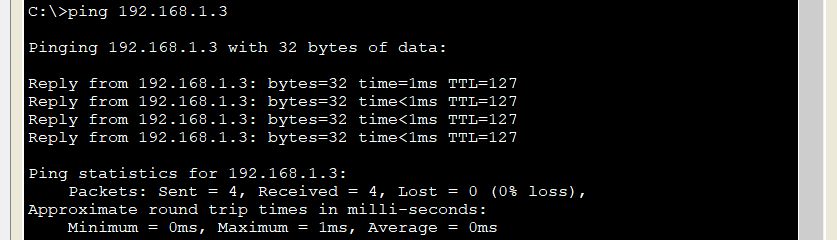 C:\>ping 192.168.1.3
Pinging 192.168.1.3 with 32 bytes of data:
Reply from 192.168.1.3: bytes=32 time=1ms TTL=127
Reply from 192.168.1.3: bytes=32 time<1ms TTL=127
Reply from 192.168.1.3: bytes=32 time<1ms TTL=127
Reply from 192.168.1.3: bytes=32 time<1ms TTL=127
Ping statistics for 192.168.1.3:
Packets: Sent = 4, Received = 4, Lost = 0 (0% loss),
Approximate round trip times in milli-seconds:
Minimum = 0ms, Maximum = 1ms, Average = 0ms